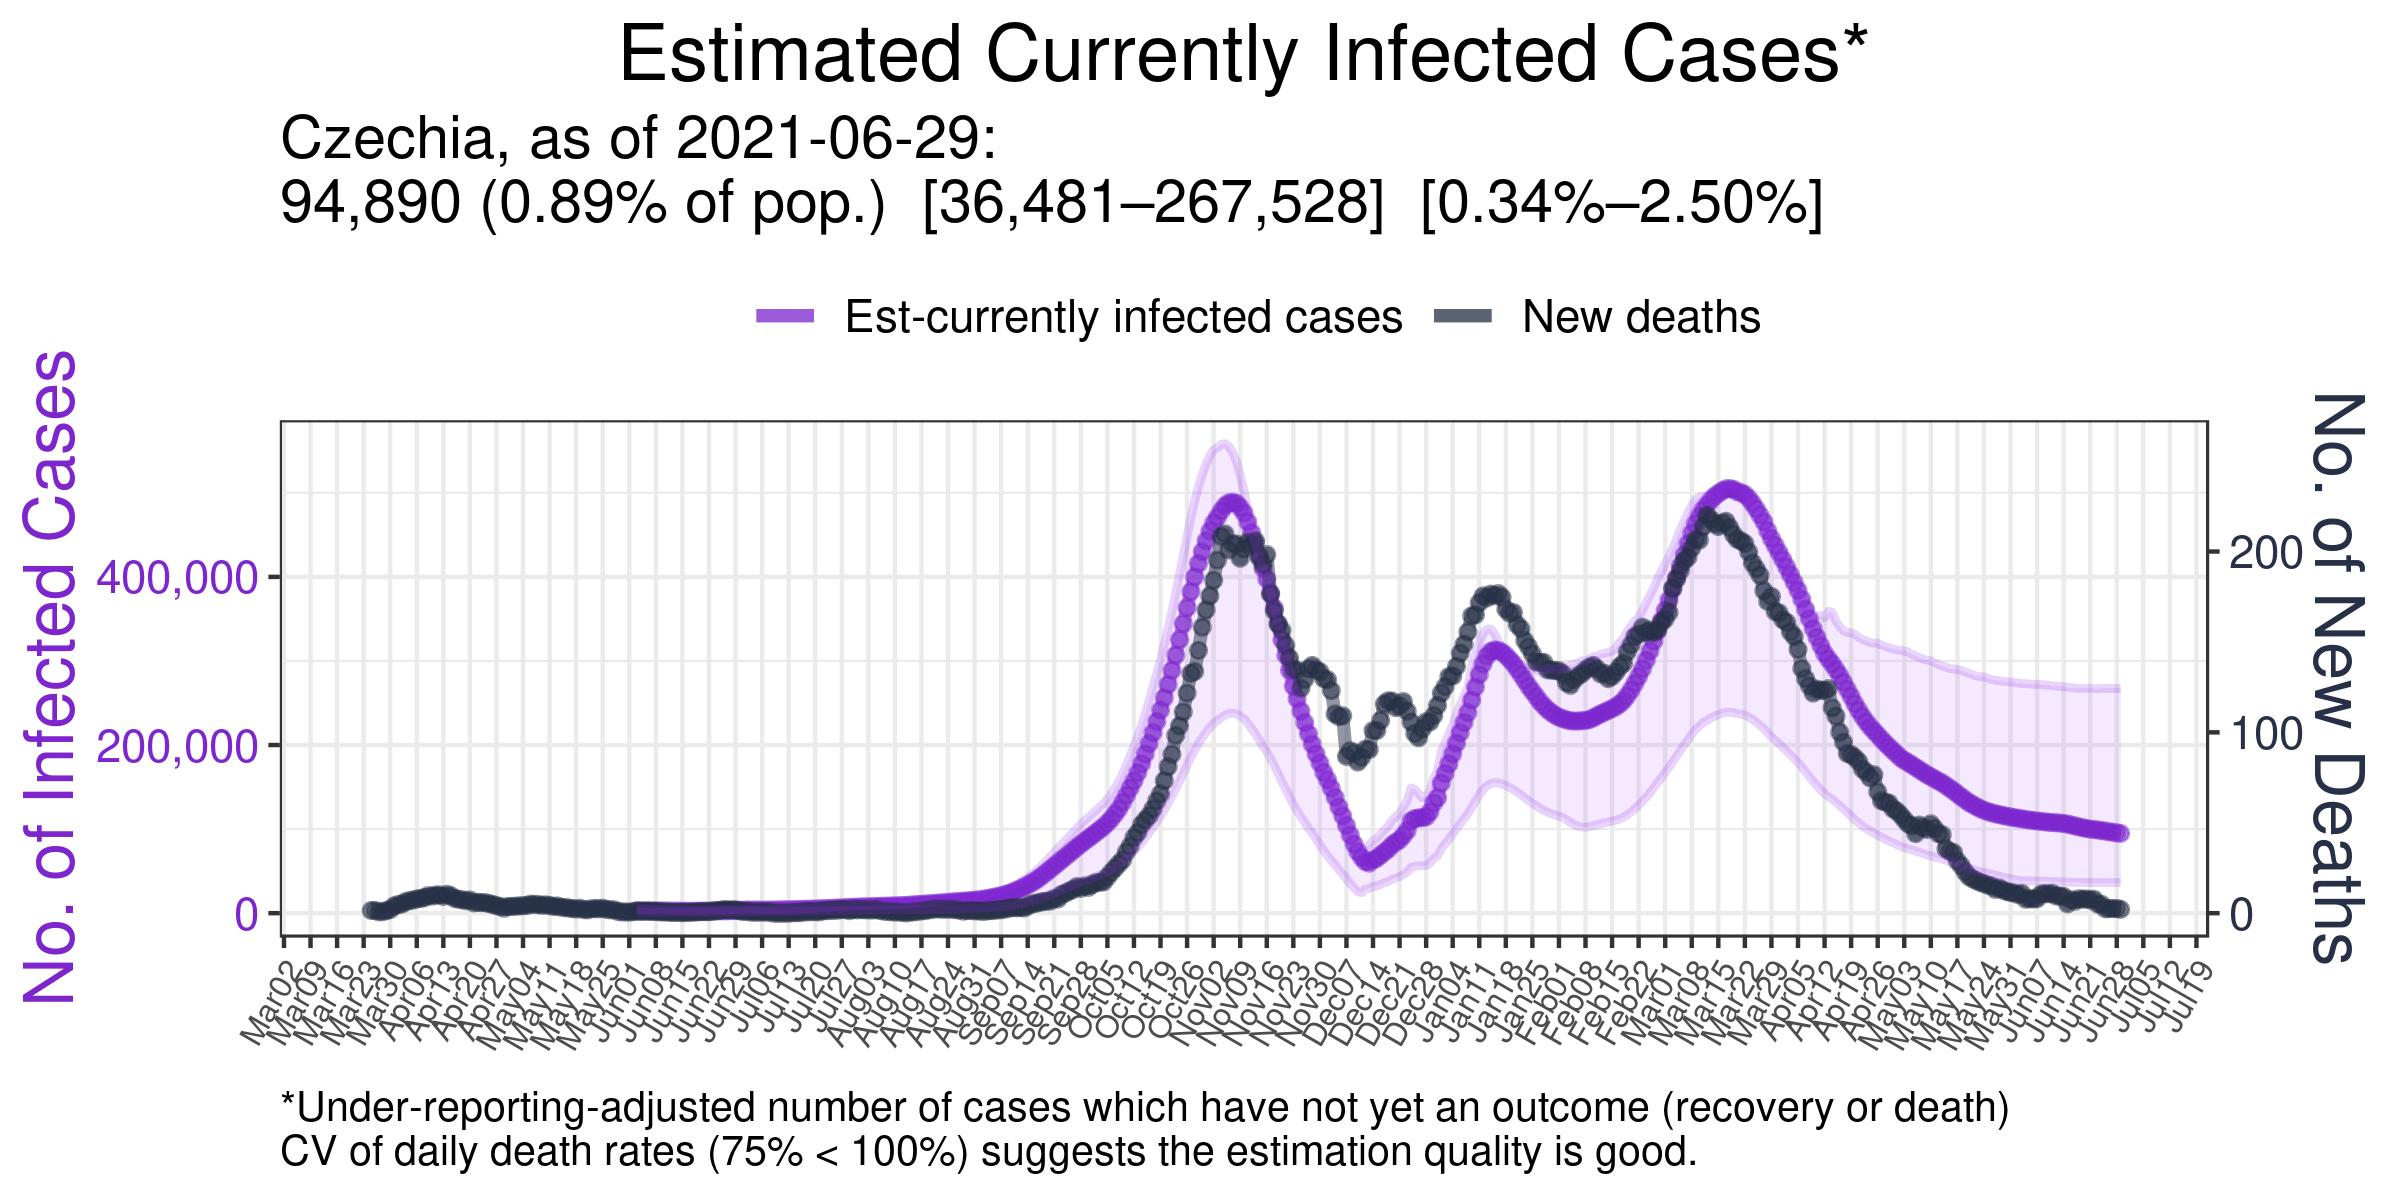 Estimated Currently Infected Cases*
Czechia, as of 2021-06-29:
94,890 (0.89% of pop.) [36,481–267,528] [0.34%–2.50%]
Est-currently infected cases New deaths
No. of Infected Cases
400,000
200,000
0
200
100
0
No. of New Deaths
Mar02 Mar09 Mar16 Mar23 Mar30 Apr06 Apr13 Apr20 Apr27 May04 May11 May18 May25 Jun01 Jun08 Jun15 Jun22 Jun29 Jul06 Jul13 Jul20 Jul27 Aug03 Aug10 Aug17 Aug24 Aug31 Sep07 Sep14 Sep21 Sep28 Oct05 Oct12 Oct19 Oct26 Nov02 Nov09 Nov16 Nov23 Nov30 Dec07 Dec14 Dec21 Dec28 Jan04 Jan11 Jan18 Jan25 Feb01 Feb08 Feb15 Feb22 Mar01 Mar08 Mar15 Mar22 Mar29 Apr05 Apr12 Apr19 Apr26 May03 May10 May17 May24 May31 Jun07 Jun14 Jun21 Jun28 Jul05 Jul12 Jul19
*Under-reporting-adjusted number of cases which have not yet an outcome (recovery or death)
CV of daily death rates (75% < 100%) suggests the estimation quality is good.